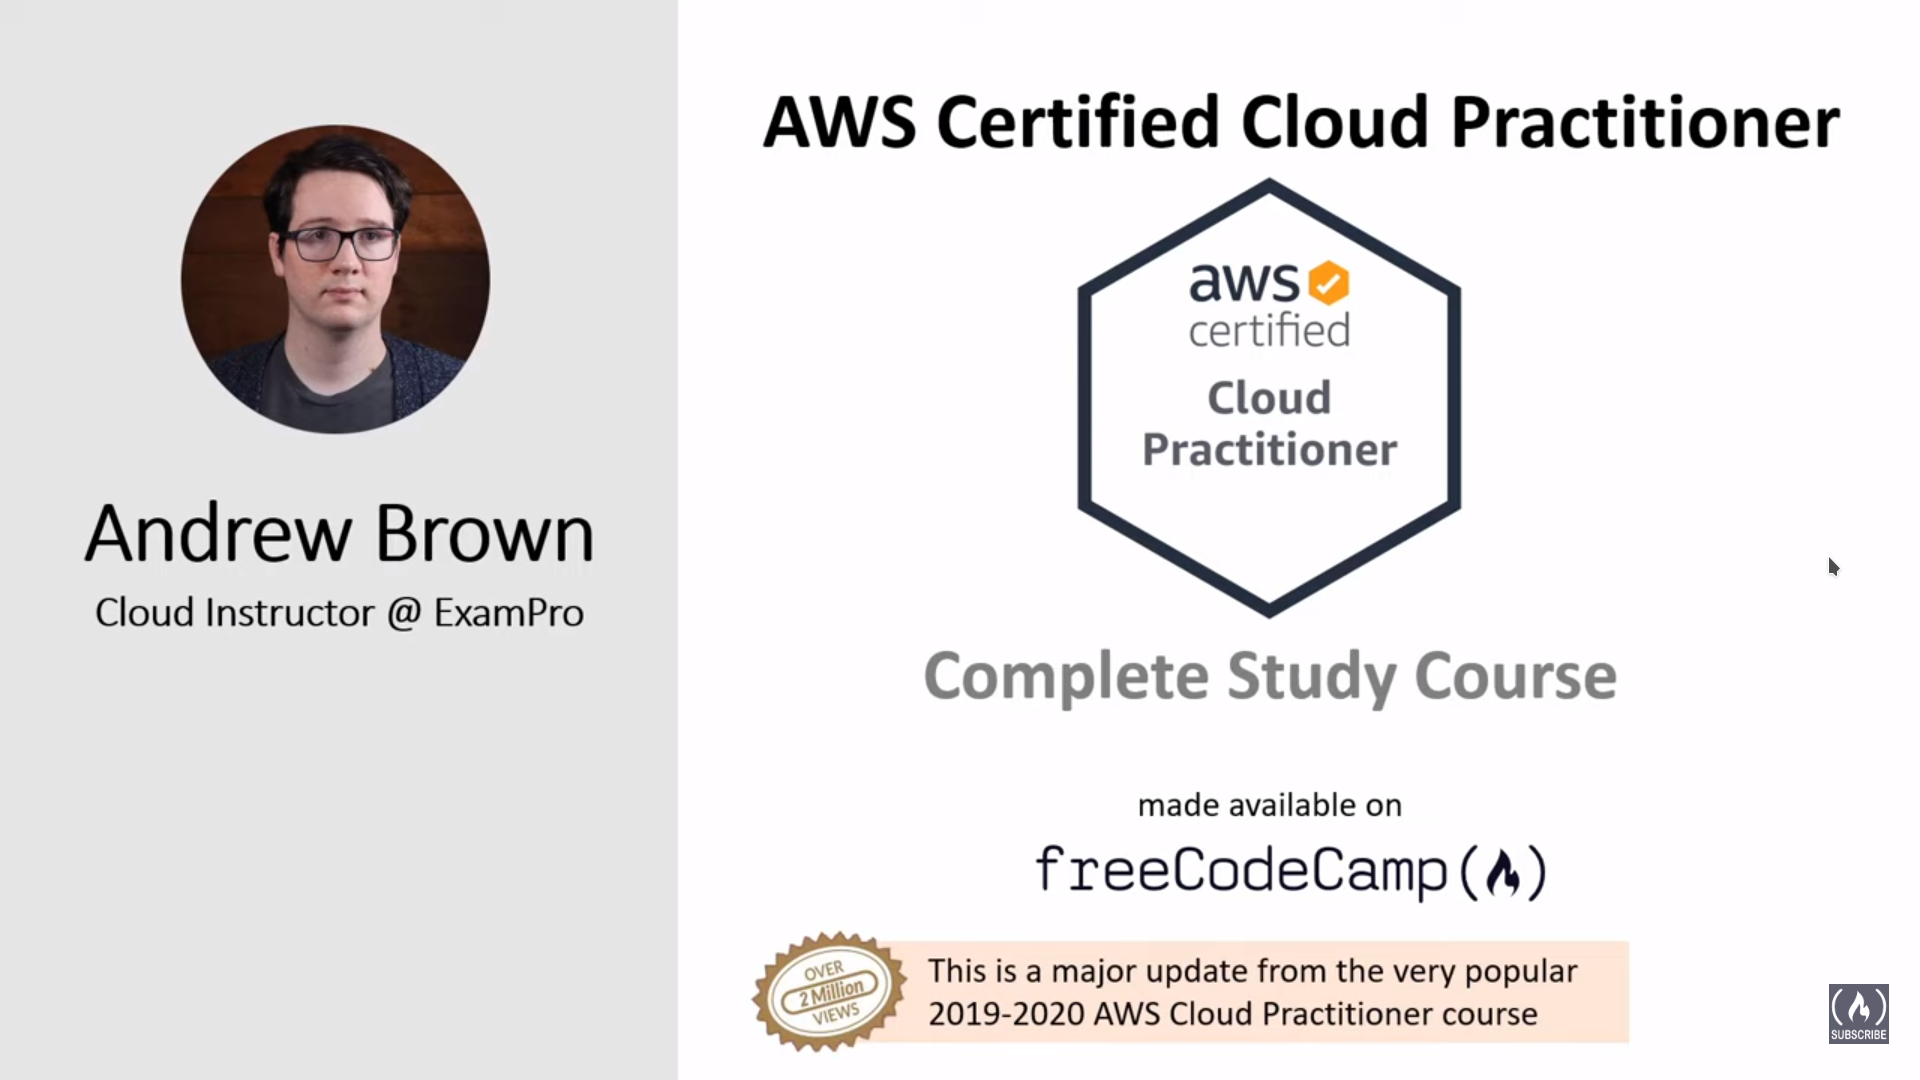 Andrew Brown
Cloud Instructor @ ExamPro
AWS Certified Cloud Practitioner
aws
certified
Cloud
Practitioner
Complete Study Course
made available on
freeCodeCamp(🔥)
OVER
2 Million
VIEWS
This is a major update from the very popular
2019-2020 AWS Cloud Practitioner course
SUBSCRIBE